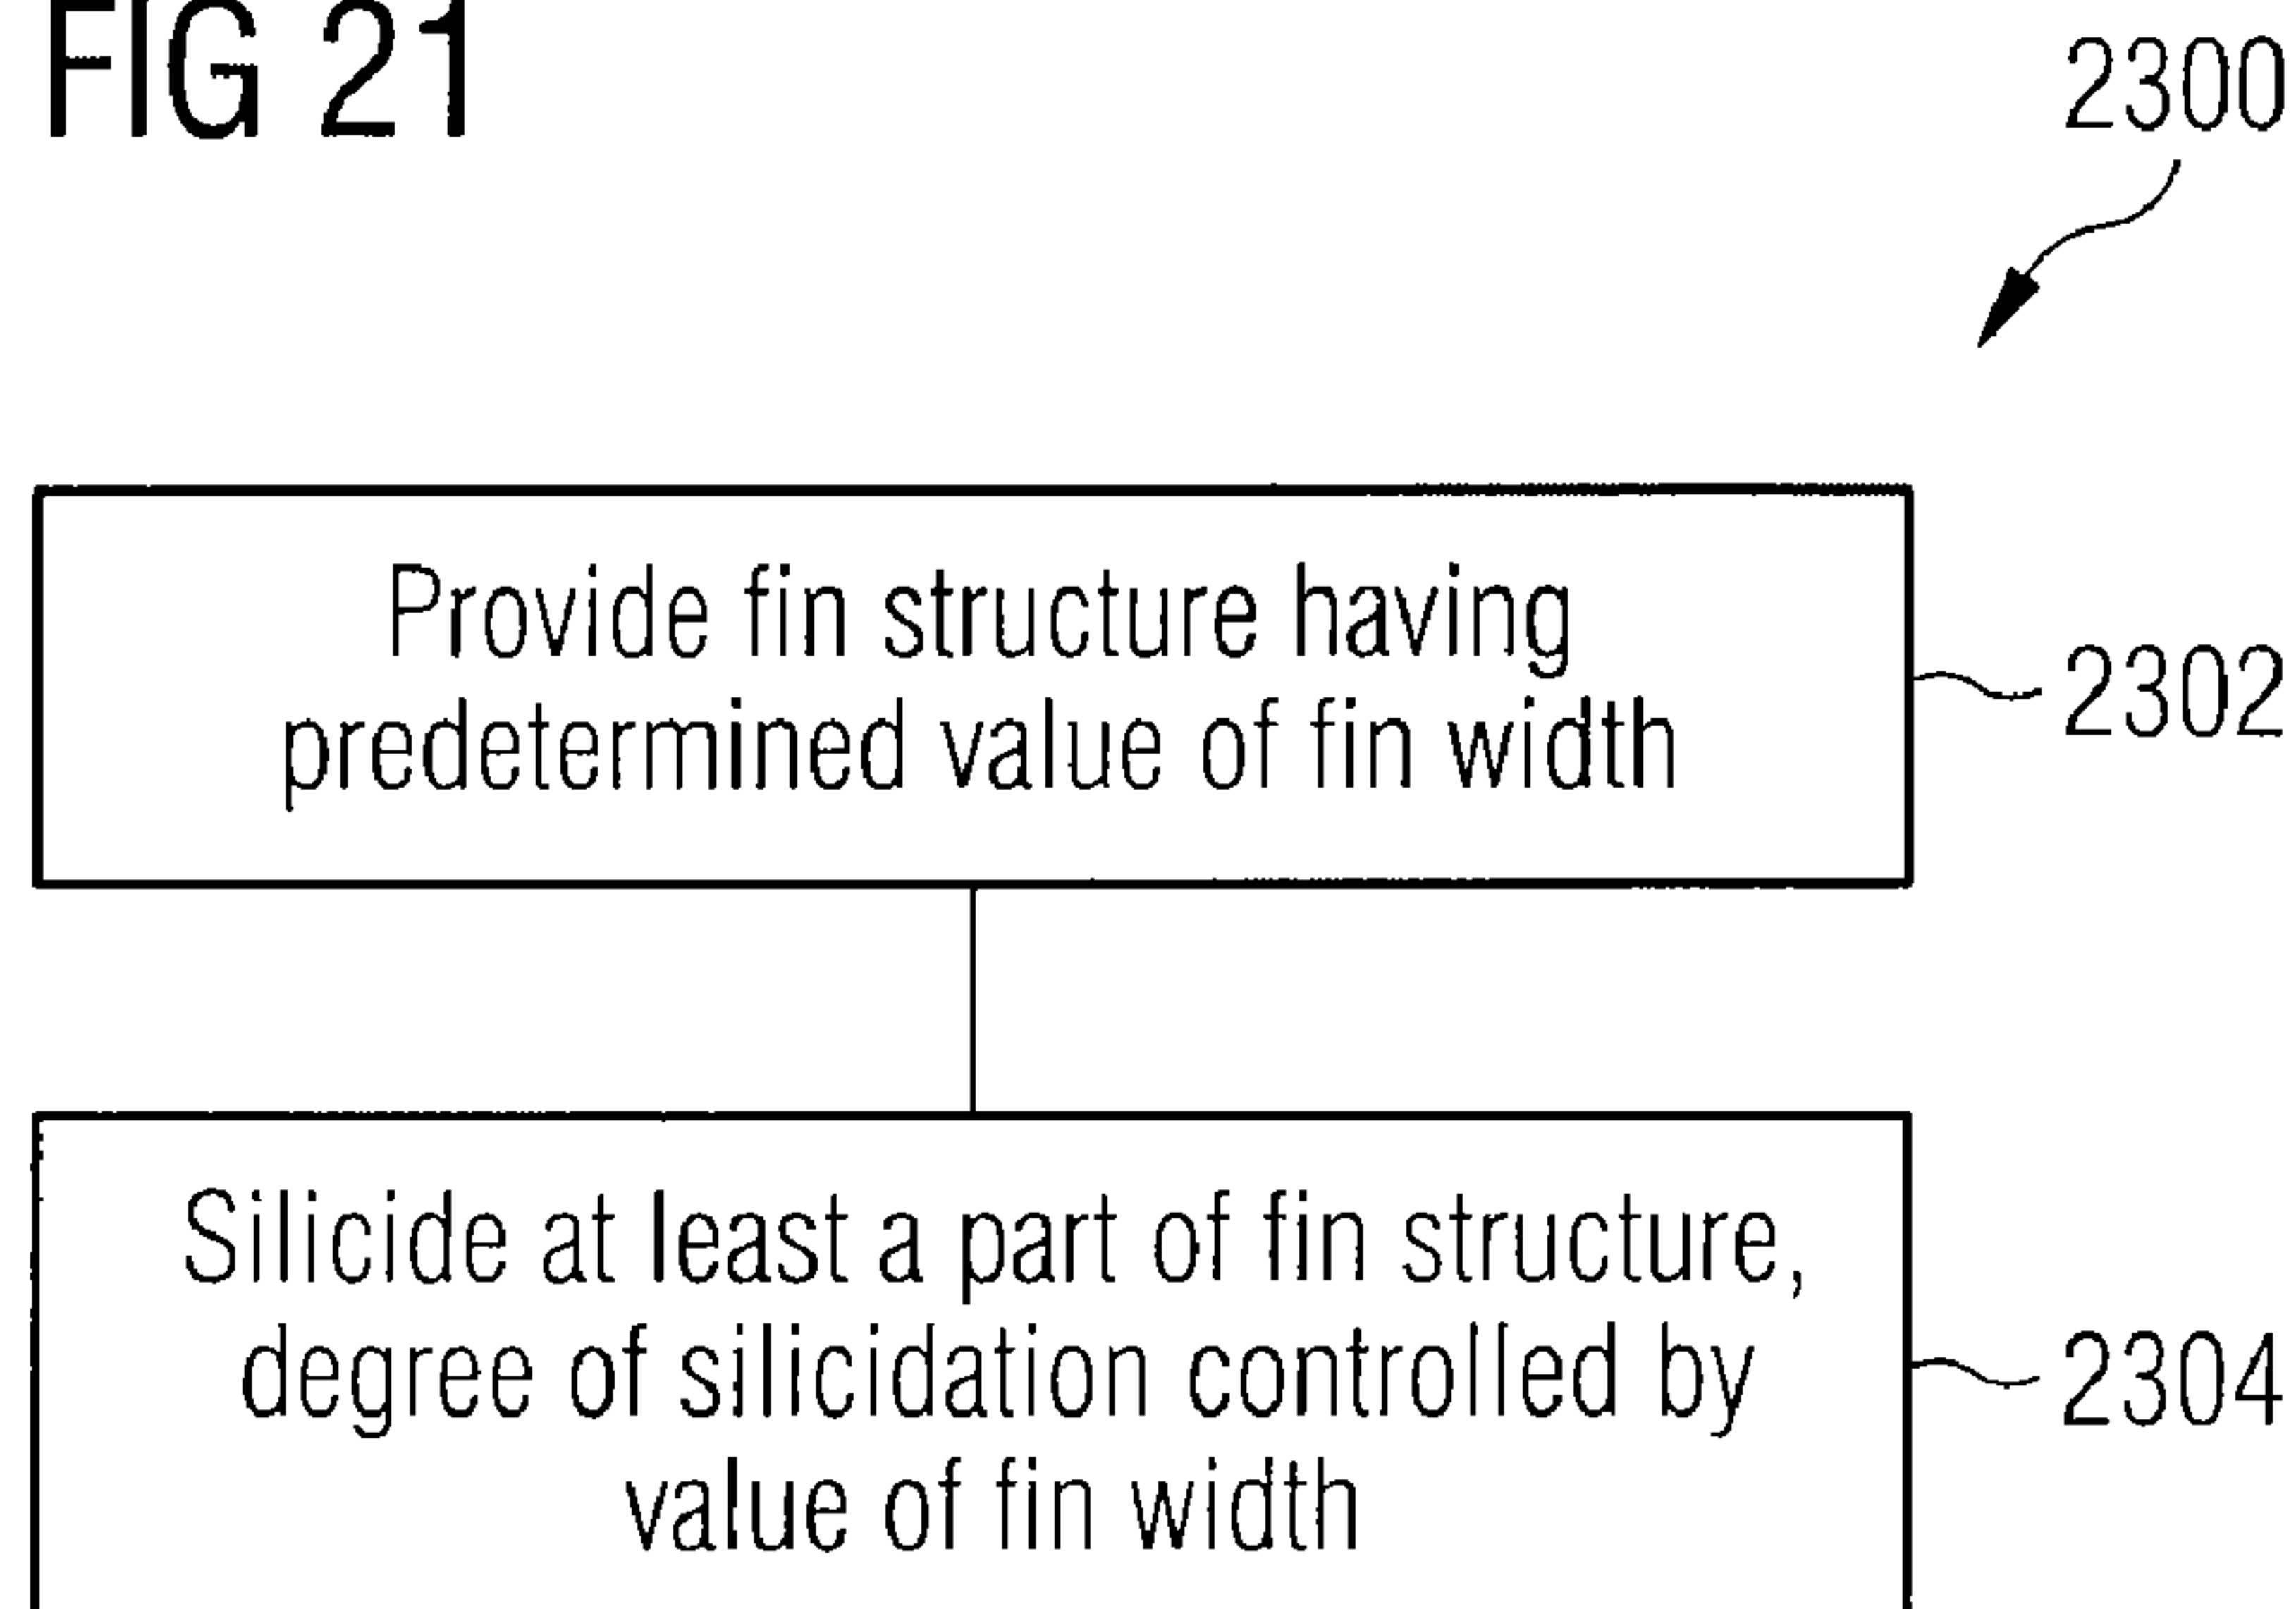 FIG 21
2300
Provide fin structure having
predetermined value of fin width
2302
Silicide at least a part of fin structure,
degree of silicidation controlled by
value of fin width
2304